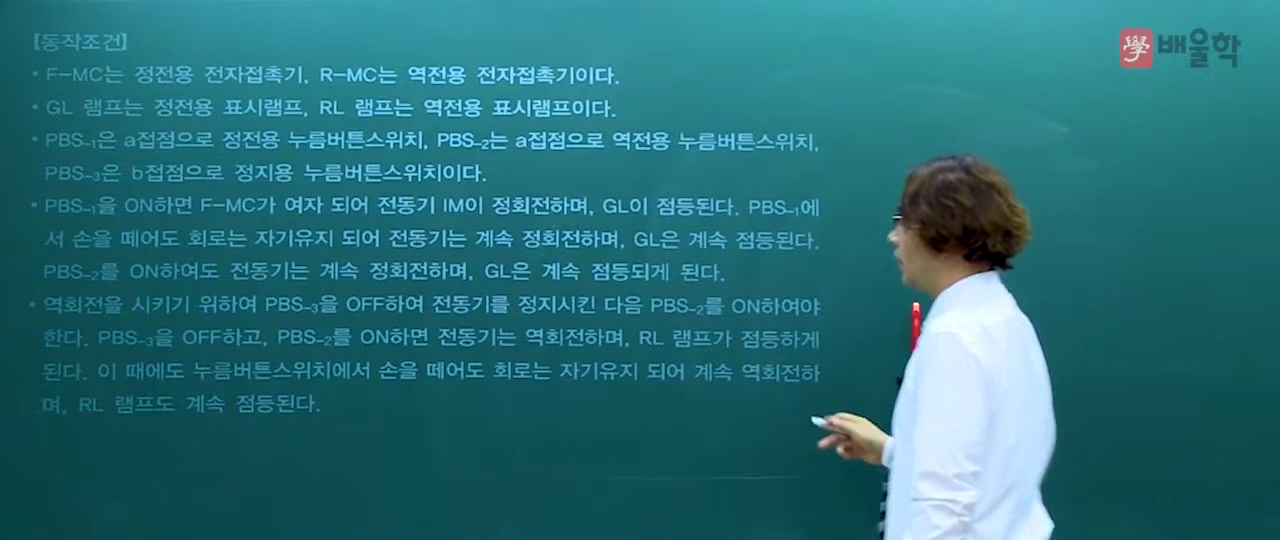 [동작조건]
• F-MC는 정전용 전자접촉기, R-MC는 역전용 전자접촉기이다.
• GL 램프는 정전용 표시램프, RL 램프는 역전용 표시램프이다.
• PBS₋₁은 a접점으로 정전용 누름버튼스위치, PBS₋₂는 a접점으로 역전용 누름버튼스위치,
PBS₋₃은 b접점으로 정지용 누름버튼스위치이다.
• PBS₋₁을 ON하면 F-MC가 여자 되어 전동기 IM이 정회전하며, GL이 점등된다. PBS₋₁에
서 손을 떼어도 회로는 자기유지 되어 전동기는 계속 정회전하며, GL은 계속 점등된다.
PBS₋₂를 ON하여도 전동기는 계속 정회전하며, GL은 계속 점등되게 된다.
• 역회전을 시키기 위하여 PBS₋₃을 OFF하여 전동기를 정지시킨 다음 PBS₋₂를 ON하여야
한다. PBS₋₃을 OFF하고, PBS₋₂를 ON하면 전동기는 역회전하며, RL 램프가 점등하게
된다. 이 때에도 누름버튼스위치에서 손을 떼어도 회로는 자기유지 되어 계속 역회전하
며, RL 램프도 계속 점등된다.
學 배울학